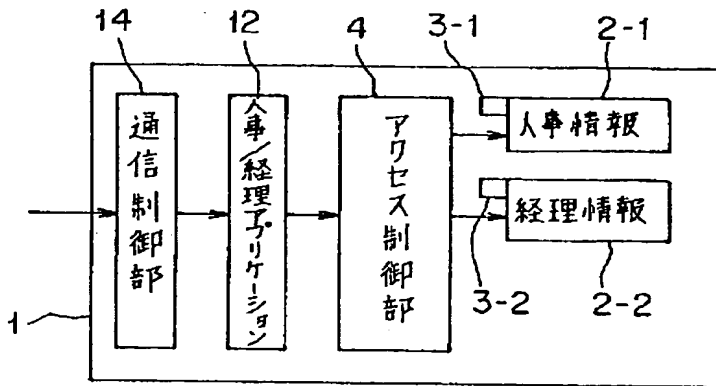 14
12
4
3-1
2-1
通信制御部
人事/経理アプリケーション
アクセス制御部
人事情報
経理情報
1
3-2
2-2